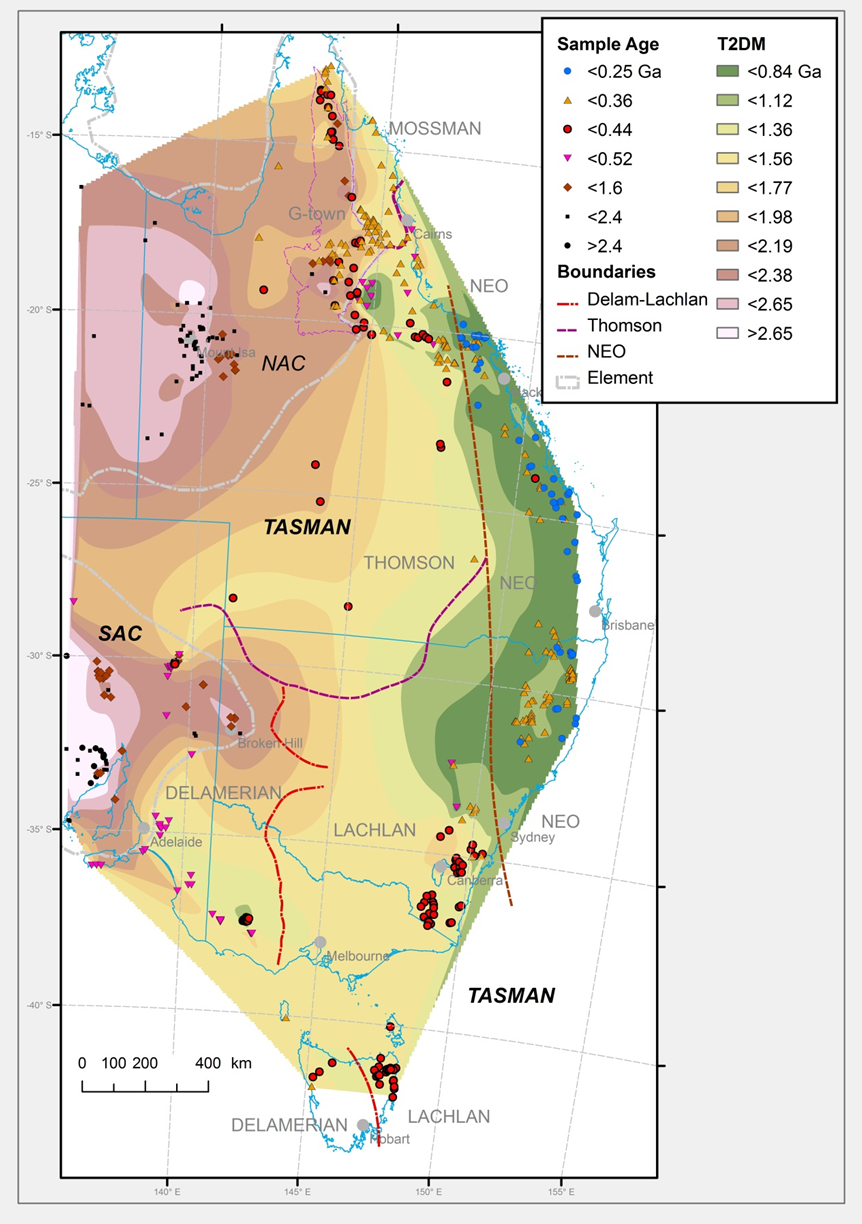 Sample Age
<0.25 Ga
<0.36
<0.44
<0.52
<1.6
<2.4
>2.4
Boundaries
Delam-Lachlan
Thomson
NEO
Element
T2DM
<0.84 Ga
<1.12
<1.36
<1.56
<1.77
<1.98
<2.19
<2.38
<2.65
>2.65
MOSSMAN
-15° S
G-town
Cairns
NEO
-20° S
Mount Isa
NAC
-25° S
TASMAN
THOMSON
NEO
Brisbane
SAC
-30° S
Broken Hill
DELAMERIAN
NEO
LACHLAN
Sydney
-35° S
Adelaide
Canberra
Melbourne
TASMAN
-40° S
0 100 200 400 km
LACHLAN
DELAMERIAN
Hobart
140° E 145° E 150° E 155° E